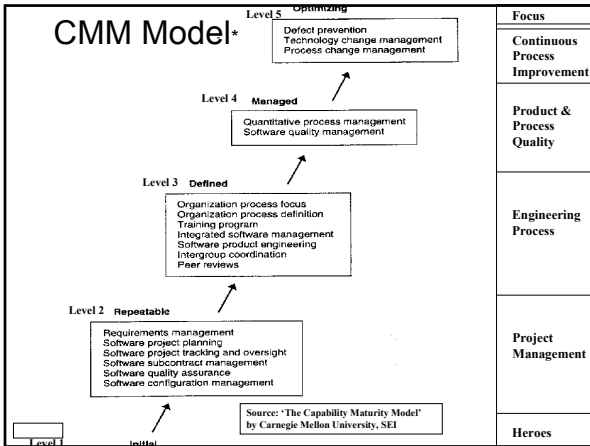 CMM Model*
Level 5 Optimizing
Defect prevention
Technology change management
Process change management
Level 4 Managed
Quantitative process management
Software quality management
Level 3 Defined
Organization process focus
Organization process definition
Training program
Integrated software management
Software product engineering
Intergroup coordination
Peer reviews
Level 2 Repeatable
Requirements management
Software project planning
Software project tracking and oversight
Software subcontract management
Software quality assurance
Software configuration management
Level 1 Initial
Source: ‘The Capability Maturity Model’
by Carnegie Mellon University, SEI
Focus
Continuous
Process
Improvement
Product &
Process
Quality
Engineering
Process
Project
Management
Heroes